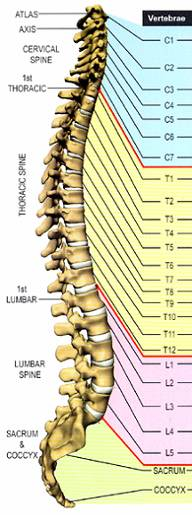 ATLAS
AXIS
CERVICAL
SPINE
1st
THORACIC
THORACIC SPINE
1st
LUMBAR
LUMBAR
SPINE
SACRUM
&
COCCYX
Vertebrae
C1
C2
C3
C4
C5
C6
C7
T1
T2
T3
T4
T5
T6
T7
T8
T9
T10
T11
T12
L1
L2
L3
L4
L5
SACRUM
COCCYX